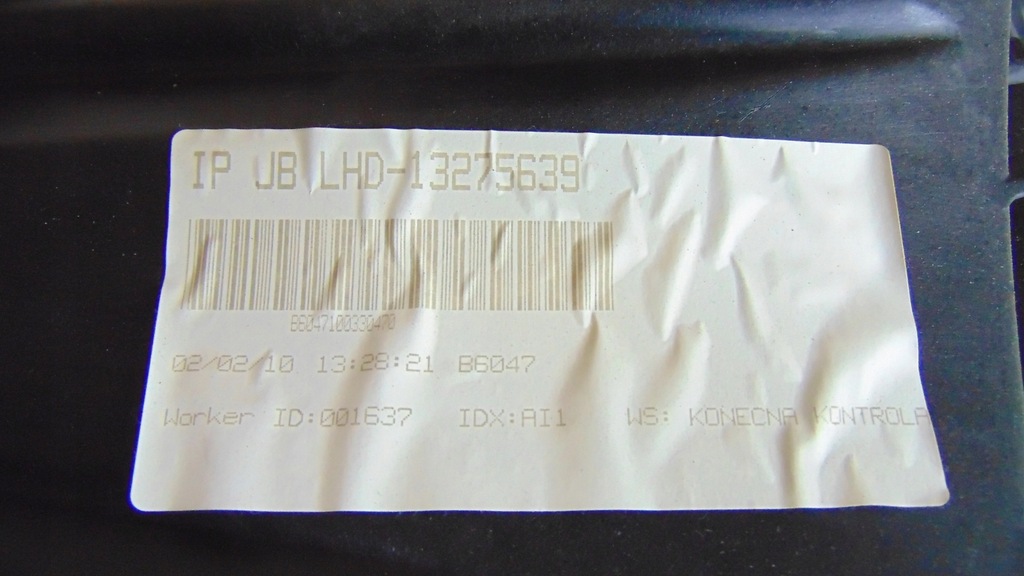 IP JB LHD-13275639
B6047100330470
02/02/10 13:28:21 B6047
Worker ID:001637 IDX:AI1 WS: KONECNA KONTROLA